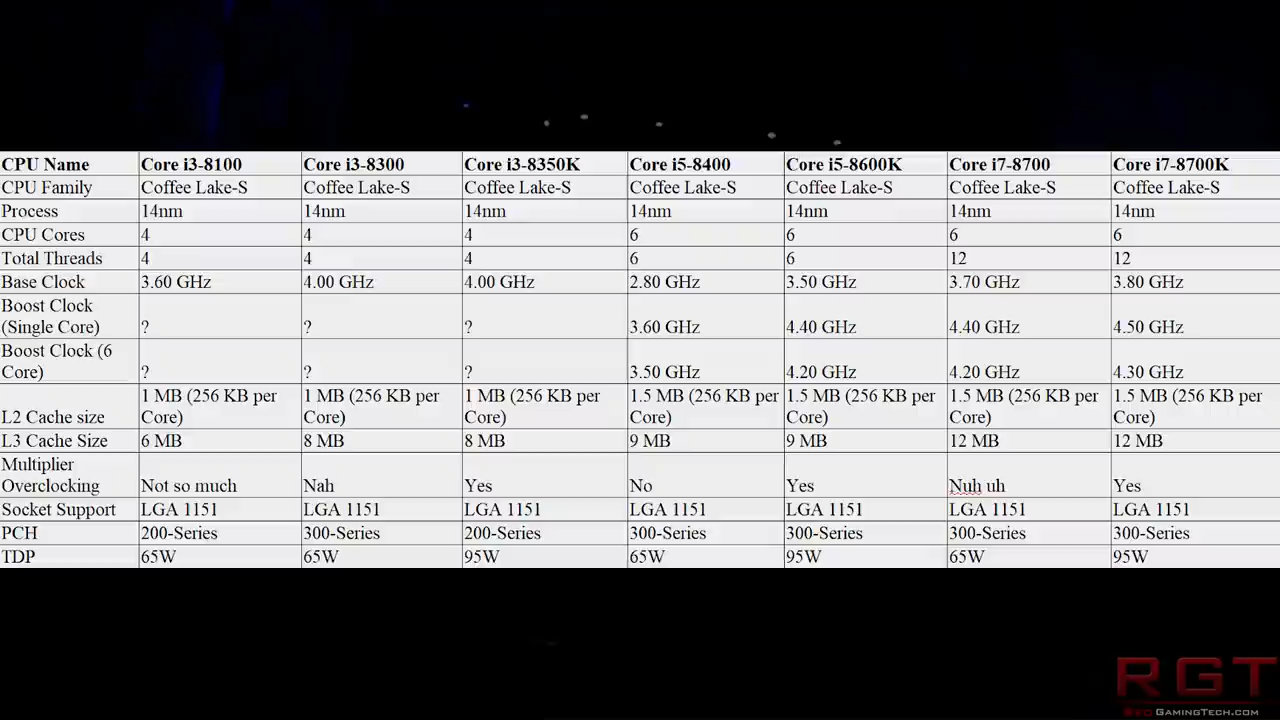 CPU Name Core i3-8100 Core i3-8300 Core i3-8350K Core i5-8400 Core i5-8600K Core i7-8700 Core i7-8700K
CPU Family Coffee Lake-S Coffee Lake-S Coffee Lake-S Coffee Lake-S Coffee Lake-S Coffee Lake-S Coffee Lake-S
Process 14nm 14nm 14nm 14nm 14nm 14nm 14nm
CPU Cores 4 4 4 6 6 6 6
Total Threads 4 4 4 6 6 12 12
Base Clock 3.60 GHz 4.00 GHz 4.00 GHz 2.80 GHz 3.50 GHz 3.70 GHz 3.80 GHz
Boost Clock
(Single Core) ? ? ? 3.60 GHz 4.40 GHz 4.40 GHz 4.50 GHz
Boost Clock (6
Core) ? ? ? 3.50 GHz 4.20 GHz 4.20 GHz 4.30 GHz
1 MB (256 KB per 1 MB (256 KB per 1 MB (256 KB per 1.5 MB (256 KB per 1.5 MB (256 KB per 1.5 MB (256 KB per 1.5 MB (256 KB per
L2 Cache size Core) Core) Core) Core) Core) Core) Core)
L3 Cache Size 6 MB 8 MB 8 MB 9 MB 9 MB 12 MB 12 MB
Multiplier
Overclocking Not so much Nah Yes No Yes Nuh uh Yes
Socket Support LGA 1151 LGA 1151 LGA 1151 LGA 1151 LGA 1151 LGA 1151 LGA 1151
PCH 200-Series 300-Series 200-Series 300-Series 300-Series 300-Series 300-Series
TDP 65W 65W 95W 65W 95W 65W 95W
RGT
REDGAMINGTECH.COM